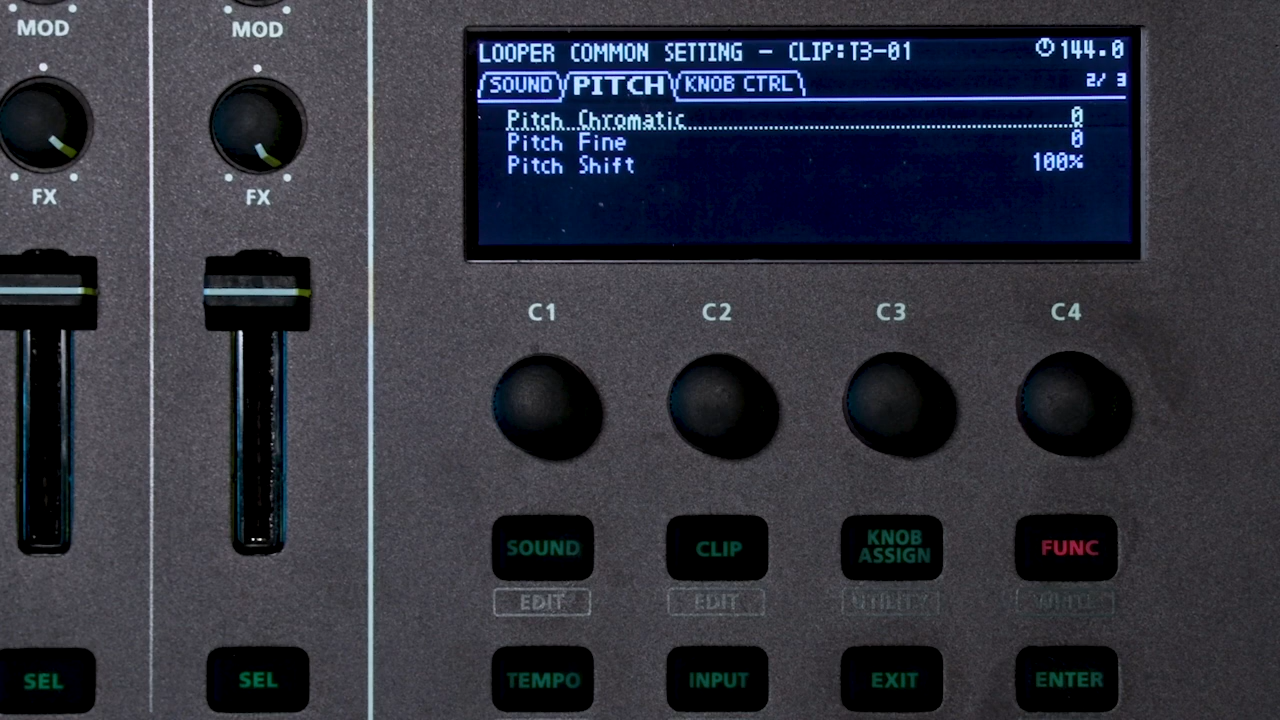 MOD
MOD
FX
FX
SEL
SEL
LOOPER COMMON SETTING - CLIP:T3-01 144.0
SOUND PITCH KNOB CTRL 2/ 3
Pitch Chromatic 0
Pitch Fine 0
Pitch Shift 100%
C1 C2 C3 C4
SOUND CLIP KNOB ASSIGN FUNC
EDIT EDIT UTILITY WRITE
TEMPO INPUT EXIT ENTER